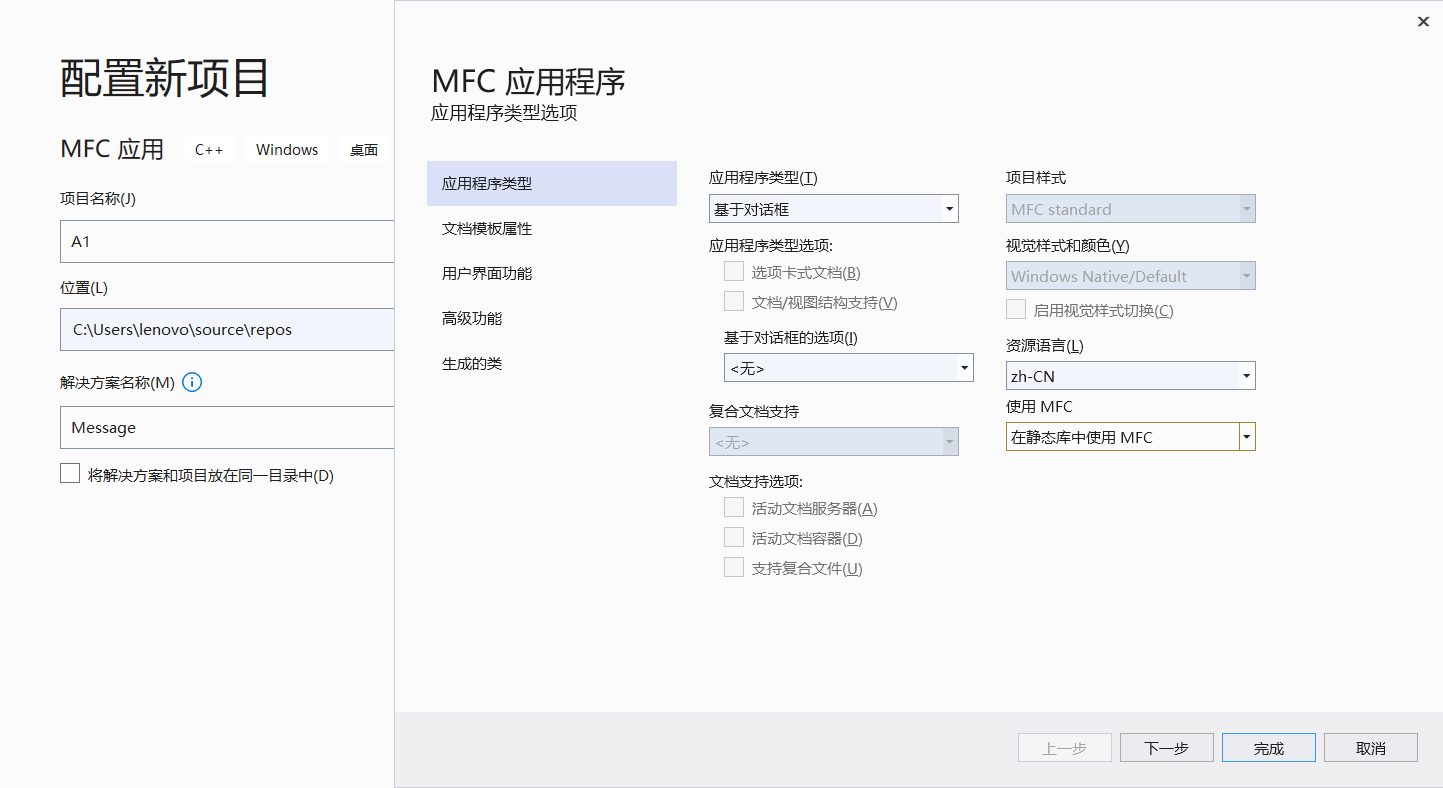 配置新项目
MFC 应用 C++ Windows 桌面
项目名称(J)
A1
位置(L)
C:\Users\lenovo\source\repos
解决方案名称(M)
Message
将解决方案和项目放在同一目录中(D)
MFC 应用程序
应用程序类型选项
应用程序类型
文档模板属性
用户界面功能
高级功能
生成的类
应用程序类型(T)
基于对话框
应用程序类型选项:
选项卡式文档(B)
文档/视图结构支持(V)
基于对话框的选项(I)
<无>
复合文档支持
<无>
文档支持选项:
活动文档服务器(A)
活动文档容器(D)
支持复合文件(U)
项目样式
MFC standard
视觉样式和颜色(Y)
Windows Native/Default
启用视觉样式切换(C)
资源语言(L)
zh-CN
使用 MFC
在静态库中使用 MFC
上一步
下一步
完成
取消